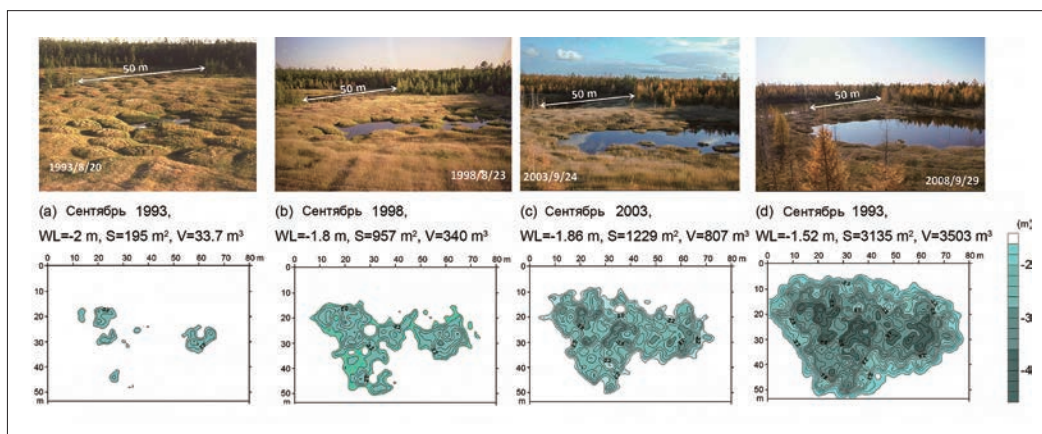 50 m
1993/8/20
50 m
1998/8/23
50 m
2003/9/24
50 m
2008/9/29
(a) Сентябрь 1993,
WL=-2 m, S=195 m², V=33.7 m³
(b) Сентябрь 1998,
WL=-1.8 m, S=957 m², V=340 m³
(c) Сентябрь 2003,
WL=-1.86 m, S=1229 m², V=807 m³
(d) Сентябрь 1993,
WL=-1.52 m, S=3135 m², V=3503 m³
0 10 20 30 40 50 60 70 80 m
0
10
20
30
40
50
m
0 10 20 30 40 50 60 70 80 m
0
10
20
30
40
50
m
0 10 20 30 40 50 60 70 80 m
0
10
20
30
40
50
m
0 10 20 30 40 50 60 70 80 m
0
10
20
30
40
50
m
(m)
-2
-3
-4